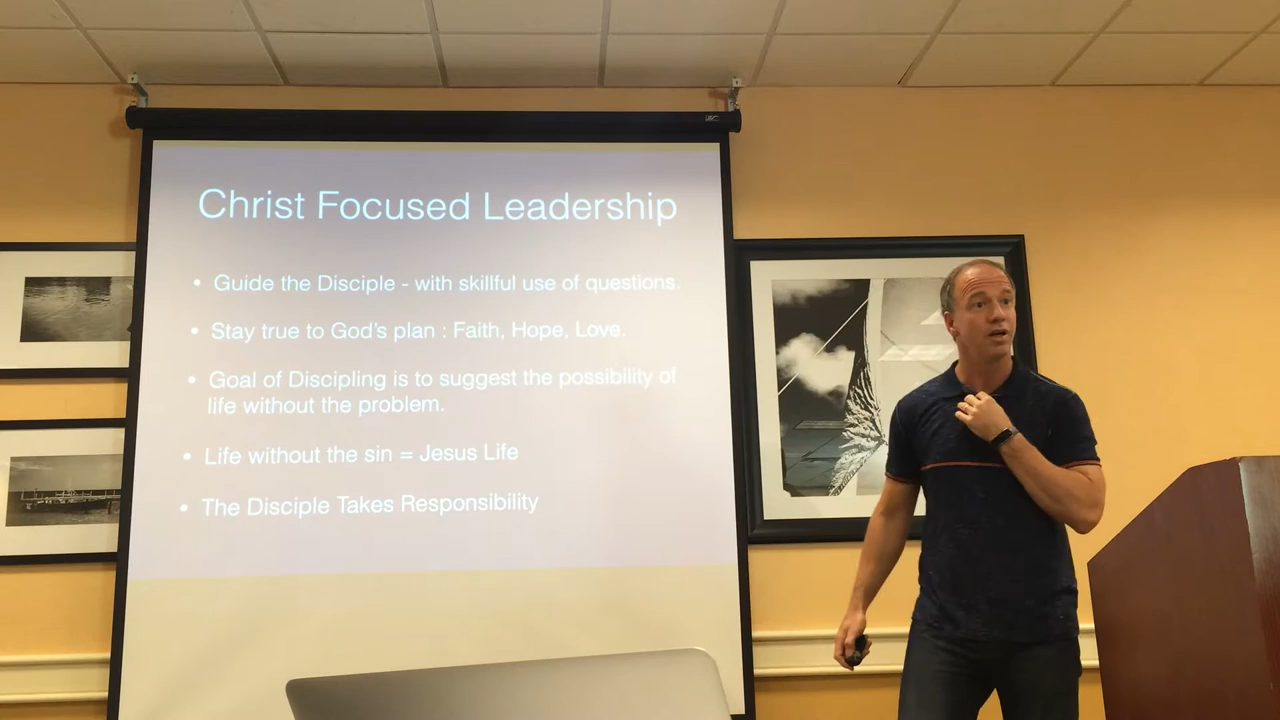 Christ Focused Leadership
• Guide the Disciple - with skillful use of questions.
• Stay true to God's plan : Faith, Hope, Love.
• Goal of Discipling is to suggest the possibility of
life without the problem.
• Life without the sin = Jesus Life
• The Disciple Takes Responsibility